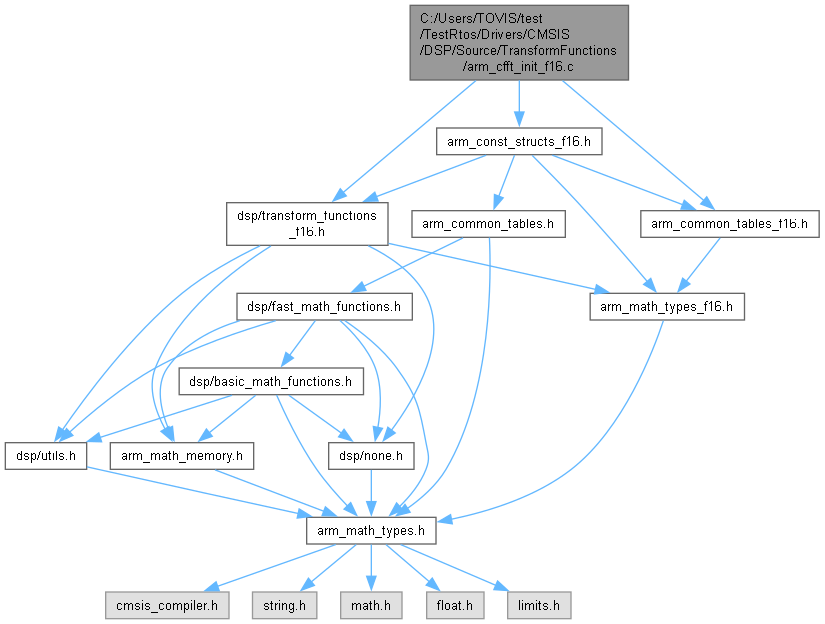 C:/Users/TOVIS/test
/TestRtos/Drivers/CMSIS
/DSP/Source/TransformFunctions
/arm_cfft_init_f16.c
arm_const_structs_f16.h
dsp/transform_functions
_f16.h
arm_common_tables.h
arm_common_tables_f16.h
dsp/fast_math_functions.h
arm_math_types_f16.h
dsp/basic_math_functions.h
dsp/utils.h
arm_math_memory.h
dsp/none.h
arm_math_types.h
cmsis_compiler.h
string.h
math.h
float.h
limits.h